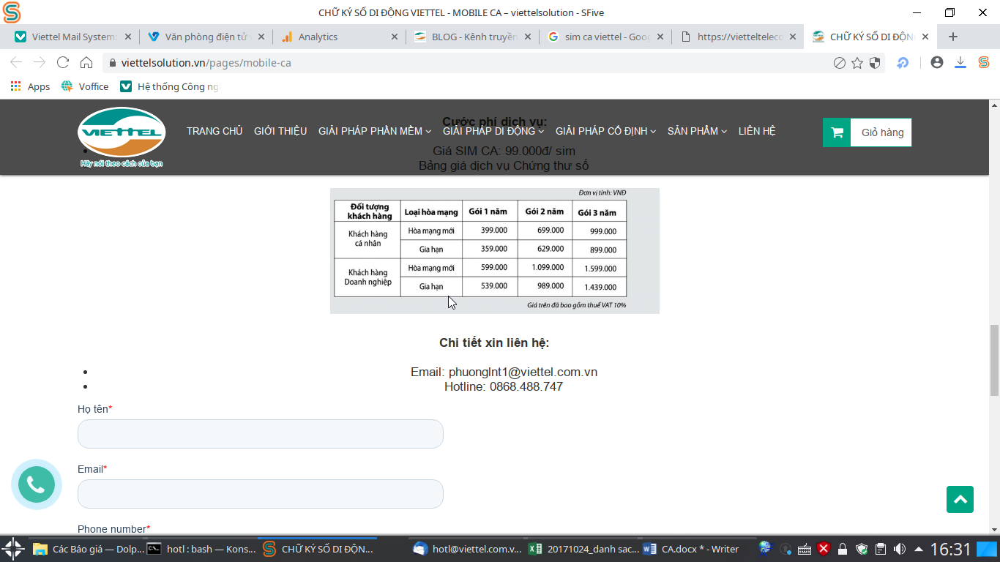 CHỮ KÝ SỐ DI ĐỘNG VIETTEL - MOBILE CA – viettelsolution - SFive
Viettel Mail System:
Văn phòng điện tử
Analytics
BLOG - Kênh truyền
sim ca viettel - Goo
https://vietteltelec
CHỮ KÝ SỐ DI ĐỘN
viettelsolution.vn/pages/mobile-ca
Apps
Voffice
Hệ thống Công ng
VIETTEL
Hãy nói theo cách của bạn
TRANG CHỦ
GIỚI THIỆU
GIẢI PHÁP PHẦN MỀM
GIẢI PHÁP DI ĐỘNG
GIẢI PHÁP CỐ ĐỊNH
SẢN PHẨM
LIÊN HỆ
Giỏ hàng
Cước phí dịch vụ:
Giá SIM CA: 99.000đ/ sim
Bảng giá dịch vụ Chứng thư số
Đơn vị tính: VNĐ
Đối tượng khách hàng Loại hòa mạng Gói 1 năm Gói 2 năm Gói 3 năm
Khách hàng cá nhân Hòa mạng mới 399.000 699.000 999.000
Gia hạn 359.000 629.000 899.000
Khách hàng Doanh nghiệp Hòa mạng mới 599.000 1.099.000 1.599.000
Gia hạn 539.000 989.000 1.439.000
Giá trên đã bao gồm thuế VAT 10%
Chi tiết xin liên hệ:
Email: phuonglnt1@viettel.com.vn
Hotline: 0868.488.747
Họ tên*
Email*
Phone number*
Các Báo giá — Dolp...
hotl : bash — Kons...
CHỮ KÝ SỐ DI ĐỘN...
hotl@viettel.com.v...
20171024_danh sac...
CA.docx * - Writer
16:31